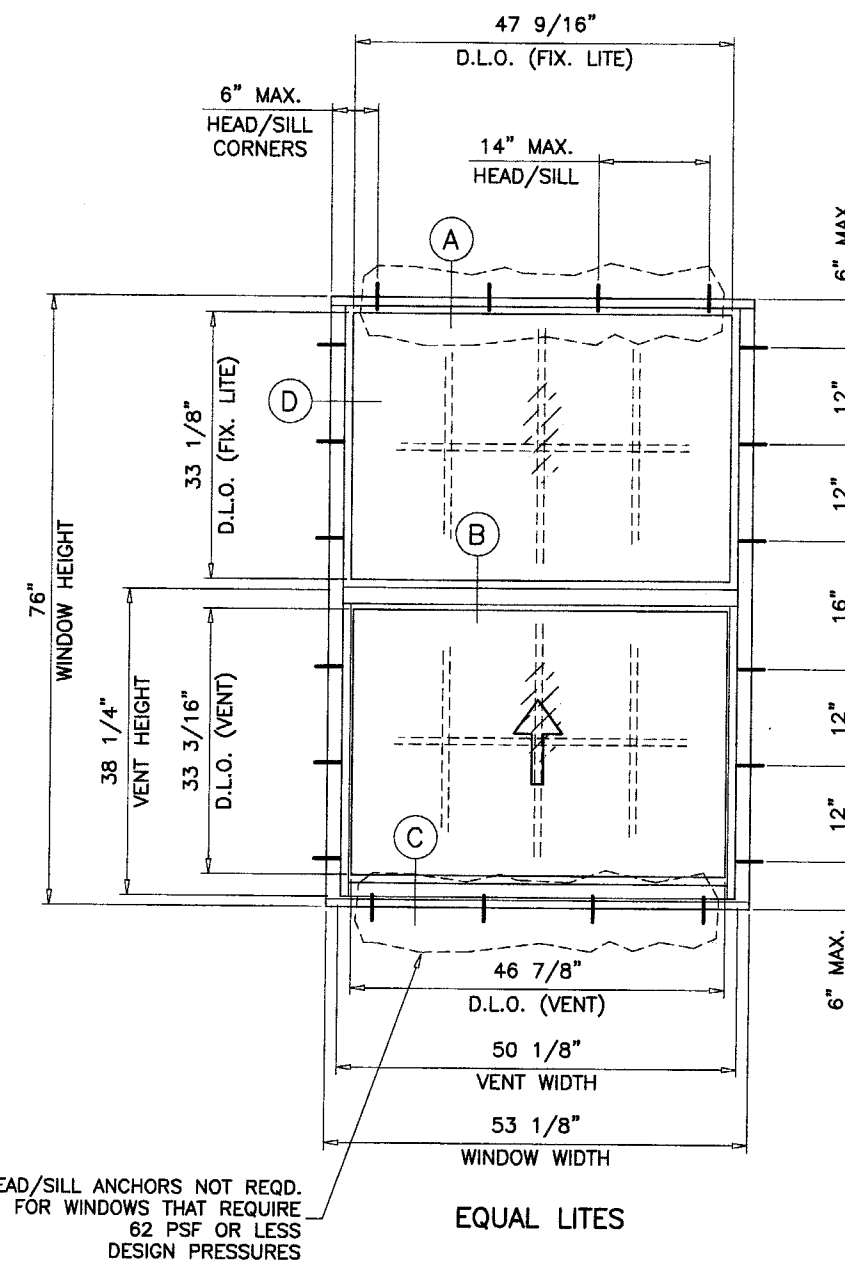 47 9/16"
D.L.O. (FIX. LITE)
6" MAX.
HEAD/SILL
CORNERS
14" MAX.
HEAD/SILL
A
6" MAX.
D
33 1/8"
D.L.O. (FIX. LITE)
12"
12"
B
76"
WINDOW HEIGHT
16"
38 1/4"
VENT HEIGHT
33 3/16"
D.L.O. (VENT)
12"
12"
C
6" MAX.
46 7/8"
D.L.O. (VENT)
50 1/8"
VENT WIDTH
53 1/8"
WINDOW WIDTH
EAD/SILL ANCHORS NOT REQD.
FOR WINDOWS THAT REQUIRE
62 PSF OR LESS
DESIGN PRESSURES
EQUAL LITES